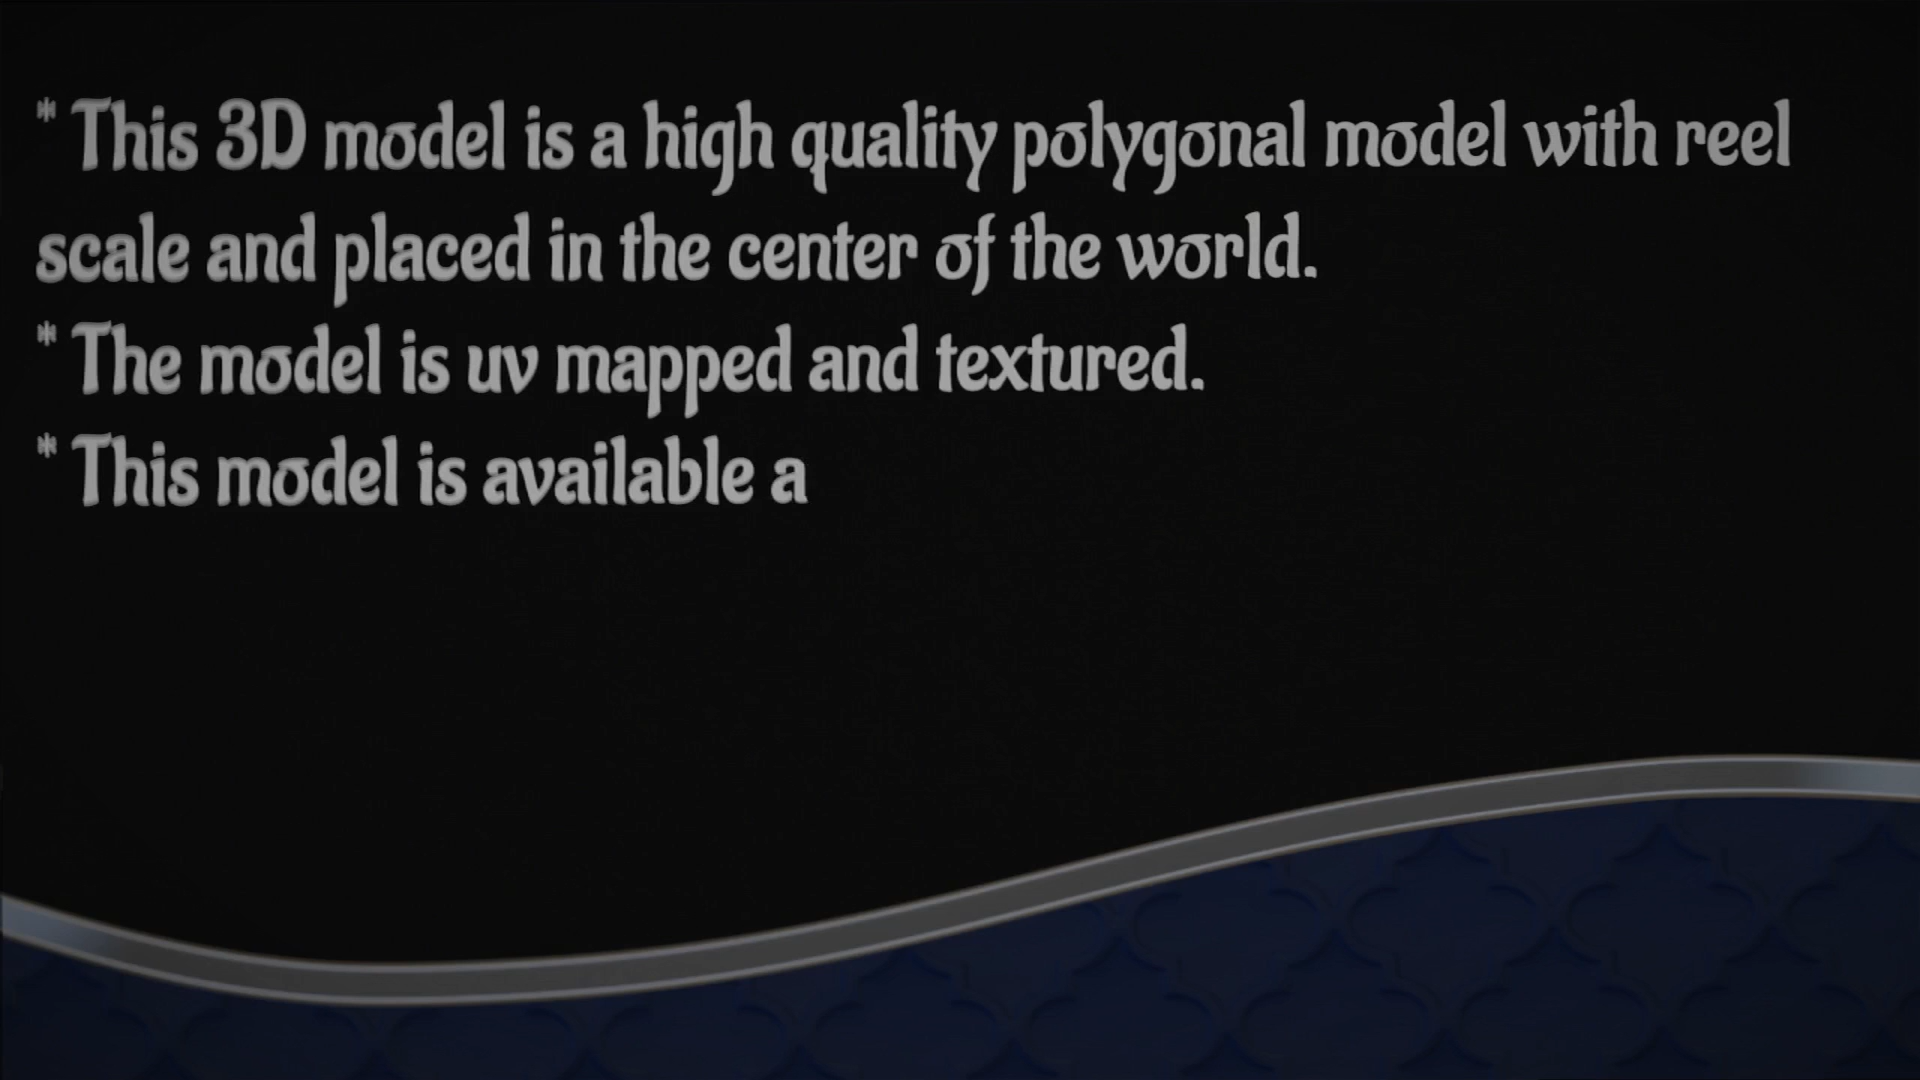 * This 3D model is a high quality polygonal model with reel
scale and placed in the center of the world.
* The model is uv mapped and textured.
* This model is available a